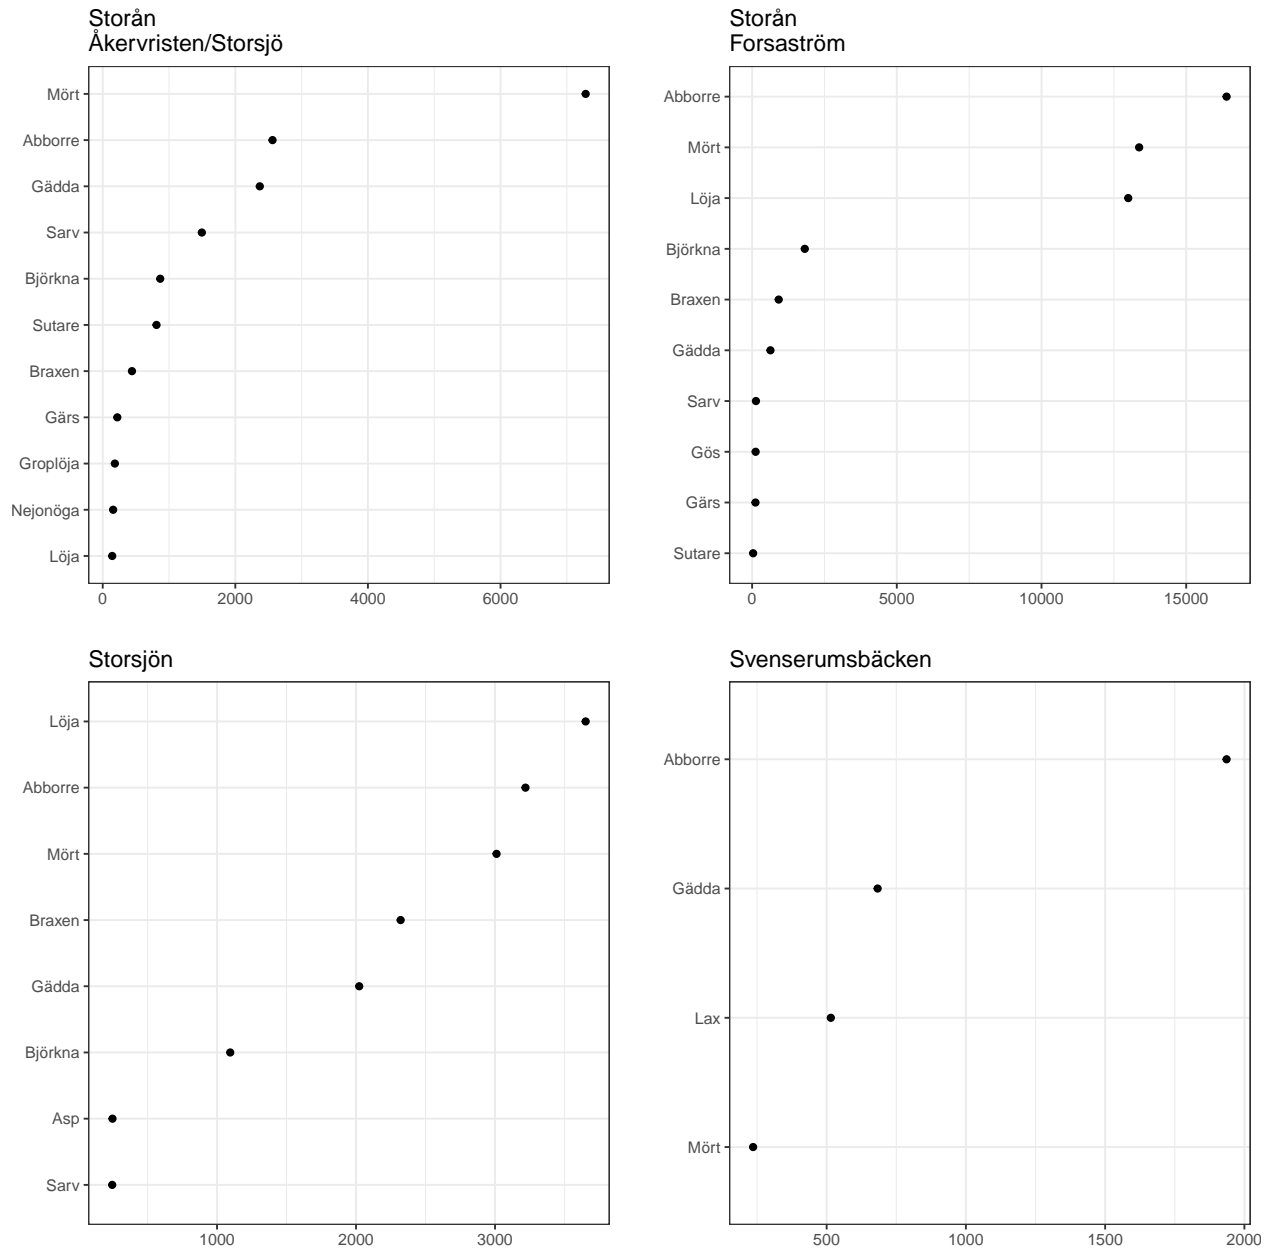 Storån
Åkervristen/Storsjö
Mört
Abborre
Gädda
Sarv
Björkna
Sutare
Braxen
Gärs
Groplöja
Nejonöga
Löja
0 2000 4000 6000
Storån
Forsaström
Abborre
Mört
Löja
Björkna
Braxen
Gädda
Sarv
Gös
Gärs
Sutare
0 5000 10000 15000
Storsjön
Löja
Abborre
Mört
Braxen
Gädda
Björkna
Asp
Sarv
1000 2000 3000
Svenserumsbäcken
Abborre
Gädda
Lax
Mört
500 1000 1500 2000